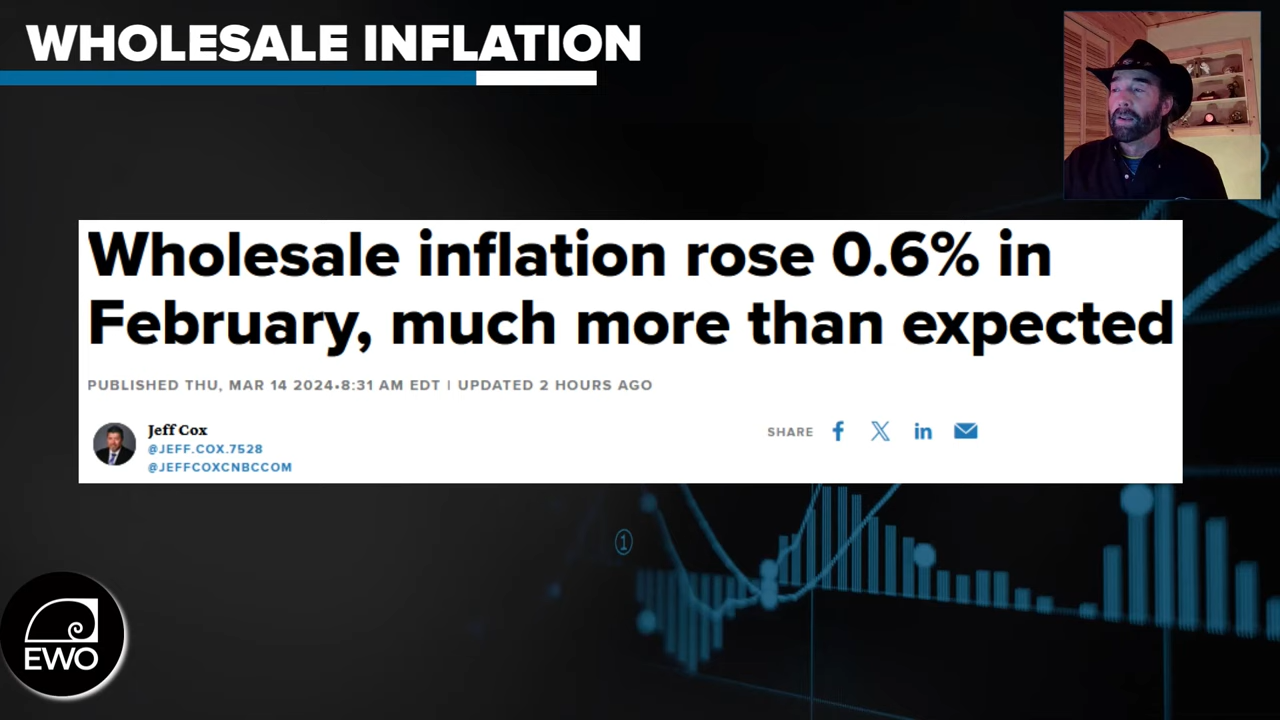 WHOLESALE INFLATION
Wholesale inflation rose 0.6% in
February, much more than expected
PUBLISHED THU, MAR 14 2024•8:31 AM EDT | UPDATED 2 HOURS AGO
Jeff Cox
@JEFF.COX.7528
@JEFFCOXCNBCCOM
SHARE
1
EWO